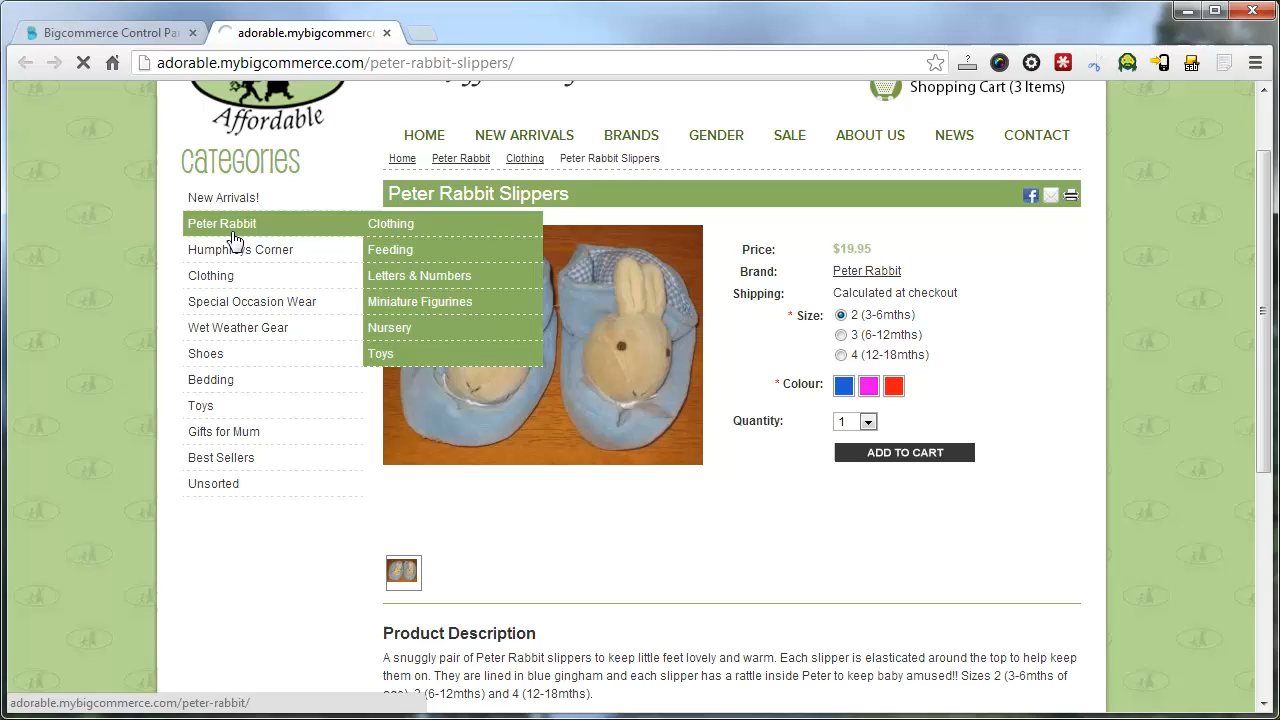 Bigcommerce Control Pa
adorable.mybigcommerc
adorable.mybigcommerce.com/peter-rabbit-slippers/
Affordable
Shopping Cart (3 Items)
HOME NEW ARRIVALS BRANDS GENDER SALE ABOUT US NEWS CONTACT
CATEGORIES
Home Peter Rabbit Clothing Peter Rabbit Slippers
New Arrivals!
Peter Rabbit
Humphrey's Corner
Clothing
Special Occasion Wear
Wet Weather Gear
Shoes
Bedding
Toys
Gifts for Mum
Best Sellers
Unsorted
Clothing
Feeding
Letters & Numbers
Miniature Figurines
Nursery
Toys
Peter Rabbit Slippers
Price: $19.95
Brand: Peter Rabbit
Shipping: Calculated at checkout
* Size: 2 (3-6mths)
3 (6-12mths)
4 (12-18mths)
* Colour:
Quantity: 1
ADD TO CART
Product Description
A snuggly pair of Peter Rabbit slippers to keep little feet lovely and warm. Each slipper is elasticated around the top to help keep
them on. They are lined in blue gingham and each slipper has a rattle inside Peter to keep baby amused!! Sizes 2 (3-6mths of
age), 3 (6-12mths) and 4 (12-18mths).
adorable.mybigcommerce.com/peter-rabbit/